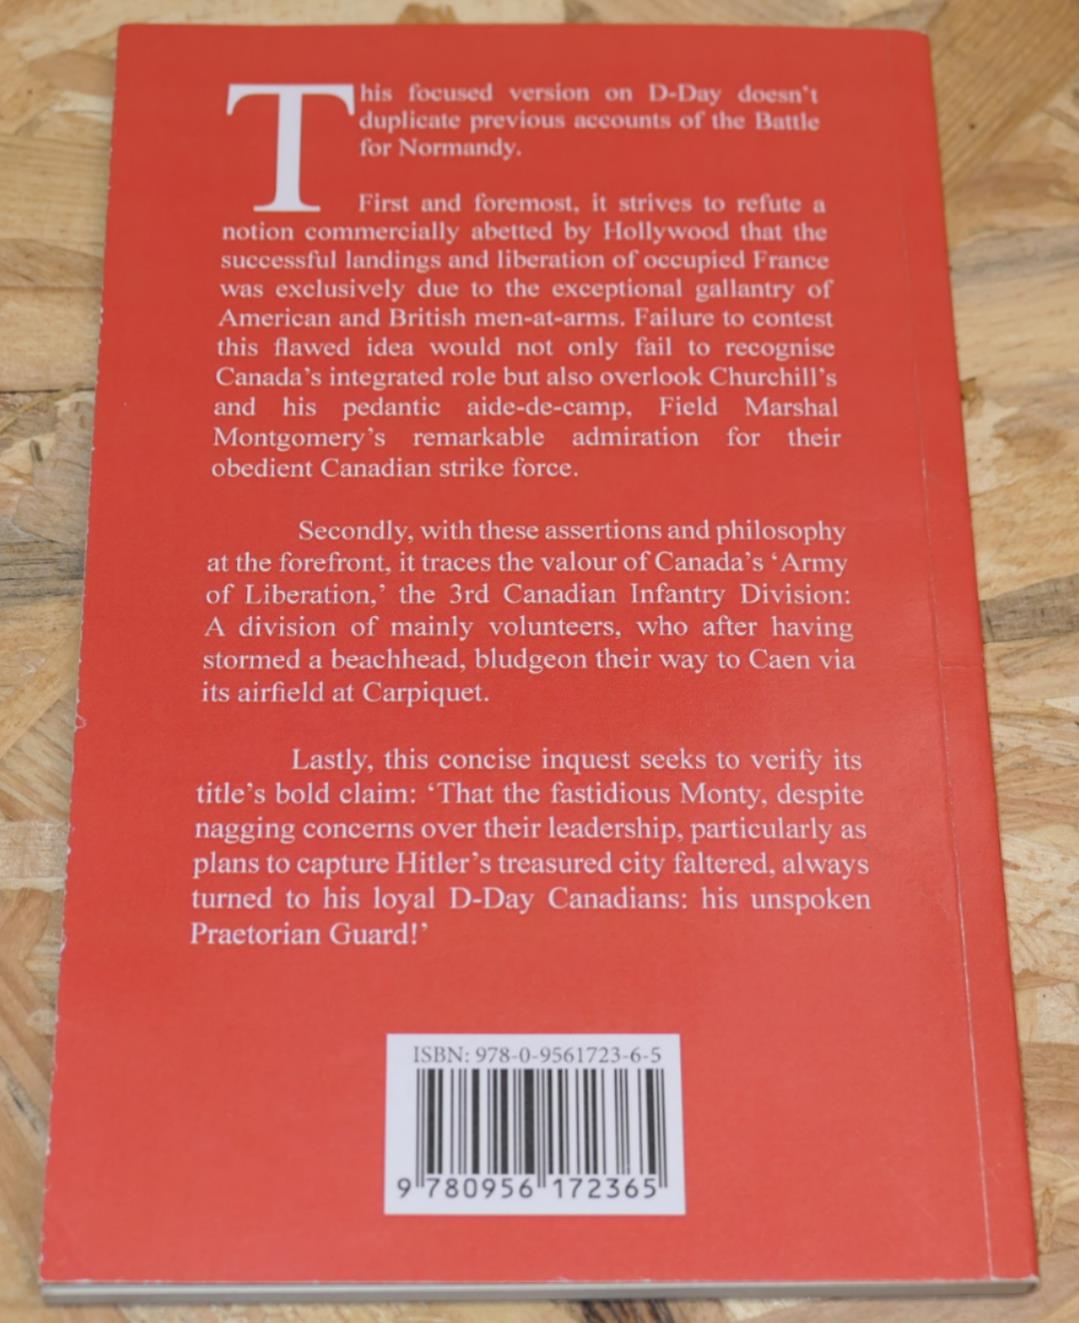 This focused version on D-Day doesn't
duplicate previous accounts of the Battle
for Normandy.
First and foremost, it strives to refute a
notion commercially abetted by Hollywood that the
successful landings and liberation of occupied France
was exclusively due to the exceptional gallantry of
American and British men-at-arms. Failure to contest
this flawed idea would not only fail to recognise
Canada's integrated role but also overlook Churchill's
and his pedantic aide-de-camp, Field Marshal
Montgomery's remarkable admiration for their
obedient Canadian strike force.
Secondly, with these assertions and philosophy
at the forefront, it traces the valour of Canada's ‘Army
of Liberation,’ the 3rd Canadian Infantry Division:
A division of mainly volunteers, who after having
stormed a beachhead, bludgeon their way to Caen via
its airfield at Carpiquet.
Lastly, this concise inquest seeks to verify its
title's bold claim: ‘That the fastidious Monty, despite
nagging concerns over their leadership, particularly as
plans to capture Hitler's treasured city faltered, always
turned to his loyal D-Day Canadians: his unspoken
Praetorian Guard!’
ISBN: 978-0-9561723-6-5
9 780956 172365